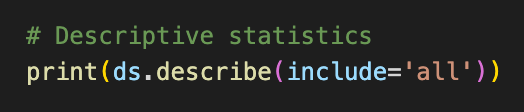 # Descriptive statistics
print(ds.describe(include='all'))